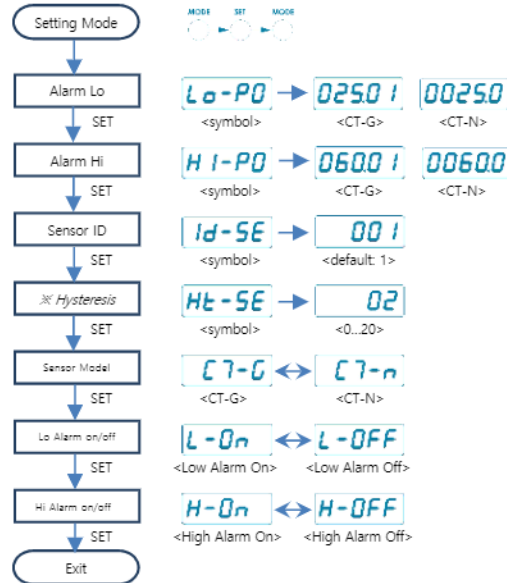 Setting Mode
MODE SET MODE
Alarm Lo
Lo-P0 025.01 0025.0
<symbol> <CT-G> <CT-N>
SET
Alarm Hi
HI-P0 060.01 0060.0
<symbol> <CT-G> <CT-N>
SET
Sensor ID
Id-SE 001
<symbol> <default: 1>
SET
※ Hysteresis
Ht-SE 02
<symbol> <0...20>
SET
Sensor Model
C7-G C7-n
<CT-G> <CT-N>
Lo Alarm on/off
L-On L-OFF
<Low Alarm On> <Low Alarm Off>
SET
Hi Alarm on/off
H-On H-OFF
<High Alarm On> <High Alarm Off>
SET
Exit